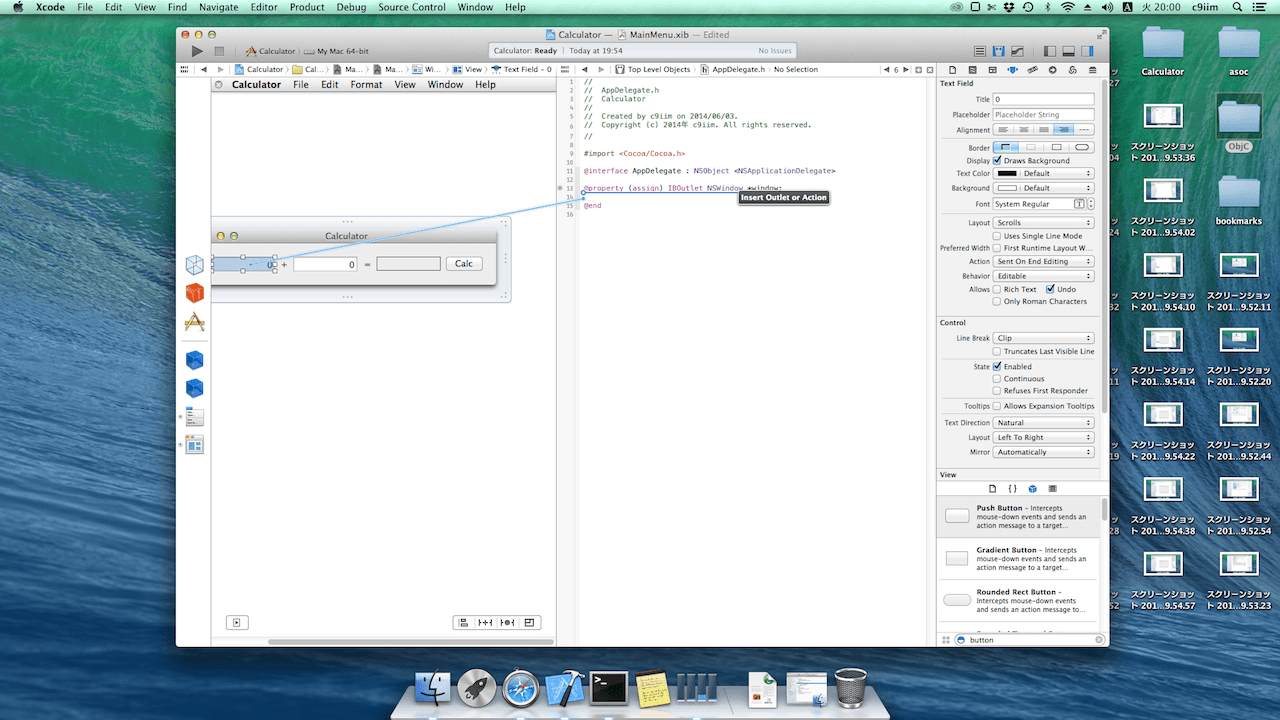 Xcode File Edit View Find Navigate Editor Product Debug Source Control Window Help
火 20:00 c9iim
Calculator — MainMenu.xib — Edited
Calculator My Mac 64-bit
Calculator: Ready Today at 19:54
No Issues
Calculator Cal... Ma... Ma... Wi... View Text Field - 0
Top Level Objects AppDelegate.h No Selection
6
Calculator File Edit Format View Window Help
Calculator
0 + 0 = Calc
1 //
2 // AppDelegate.h
3 // Calculator
4 //
5 // Created by c9iim on 2014/06/03.
6 // Copyright (c) 2014年 c9iim. All rights reserved.
7 //
8
9 #import <Cocoa/Cocoa.h>
10
11 @interface AppDelegate : NSObject <NSApplicationDelegate>
12
13 @property (assign) IBOutlet NSWindow *window;
14
15 @end
16
Insert Outlet or Action
Text Field
Title 0
Placeholder Placeholder String
Alignment
Border
Display Draws Background
Text Color Default
Background Default
Font System Regular
Layout Scrolls
Uses Single Line Mode
Preferred Width First Runtime Layout W...
Action Sent On End Editing
Behavior Editable
Allows Rich Text Undo
Only Roman Characters
Control
Line Break Clip
Truncates Last Visible Line
State Enabled
Continuous
Refuses First Responder
Tooltips Allows Expansion Tooltips
Text Direction Natural
Layout Left To Right
Mirror Automatically
View
Push Button – Intercepts
mouse-down events and sends an
action message to a target...
Gradient Button – Intercepts
mouse-down events and sends an
action message to a target...
Rounded Rect Button –
Intercepts mouse-down events
and sends an action message to...
button
Calculator
asoc
スクリーンショッ
ト 201...9.53.36
ObjC
スクリーンショッ
ト 201...9.54.02
bookmarks
スクリーンショッ
ト 201...9.54.10
スクリーンショッ
ト 201...9.52.11
スクリーンショッ
ト 201...9.54.14
スクリーンショッ
ト 201...9.52.20
スクリーンショッ
ト 201...9.54.22
スクリーンショッ
ト 201...9.52.44
スクリーンショッ
ト 201...9.54.38
スクリーンショッ
ト 201...9.52.54
スクリーンショッ
ト 201...9.54.57
スクリーンショッ
ト 201...9.53.23